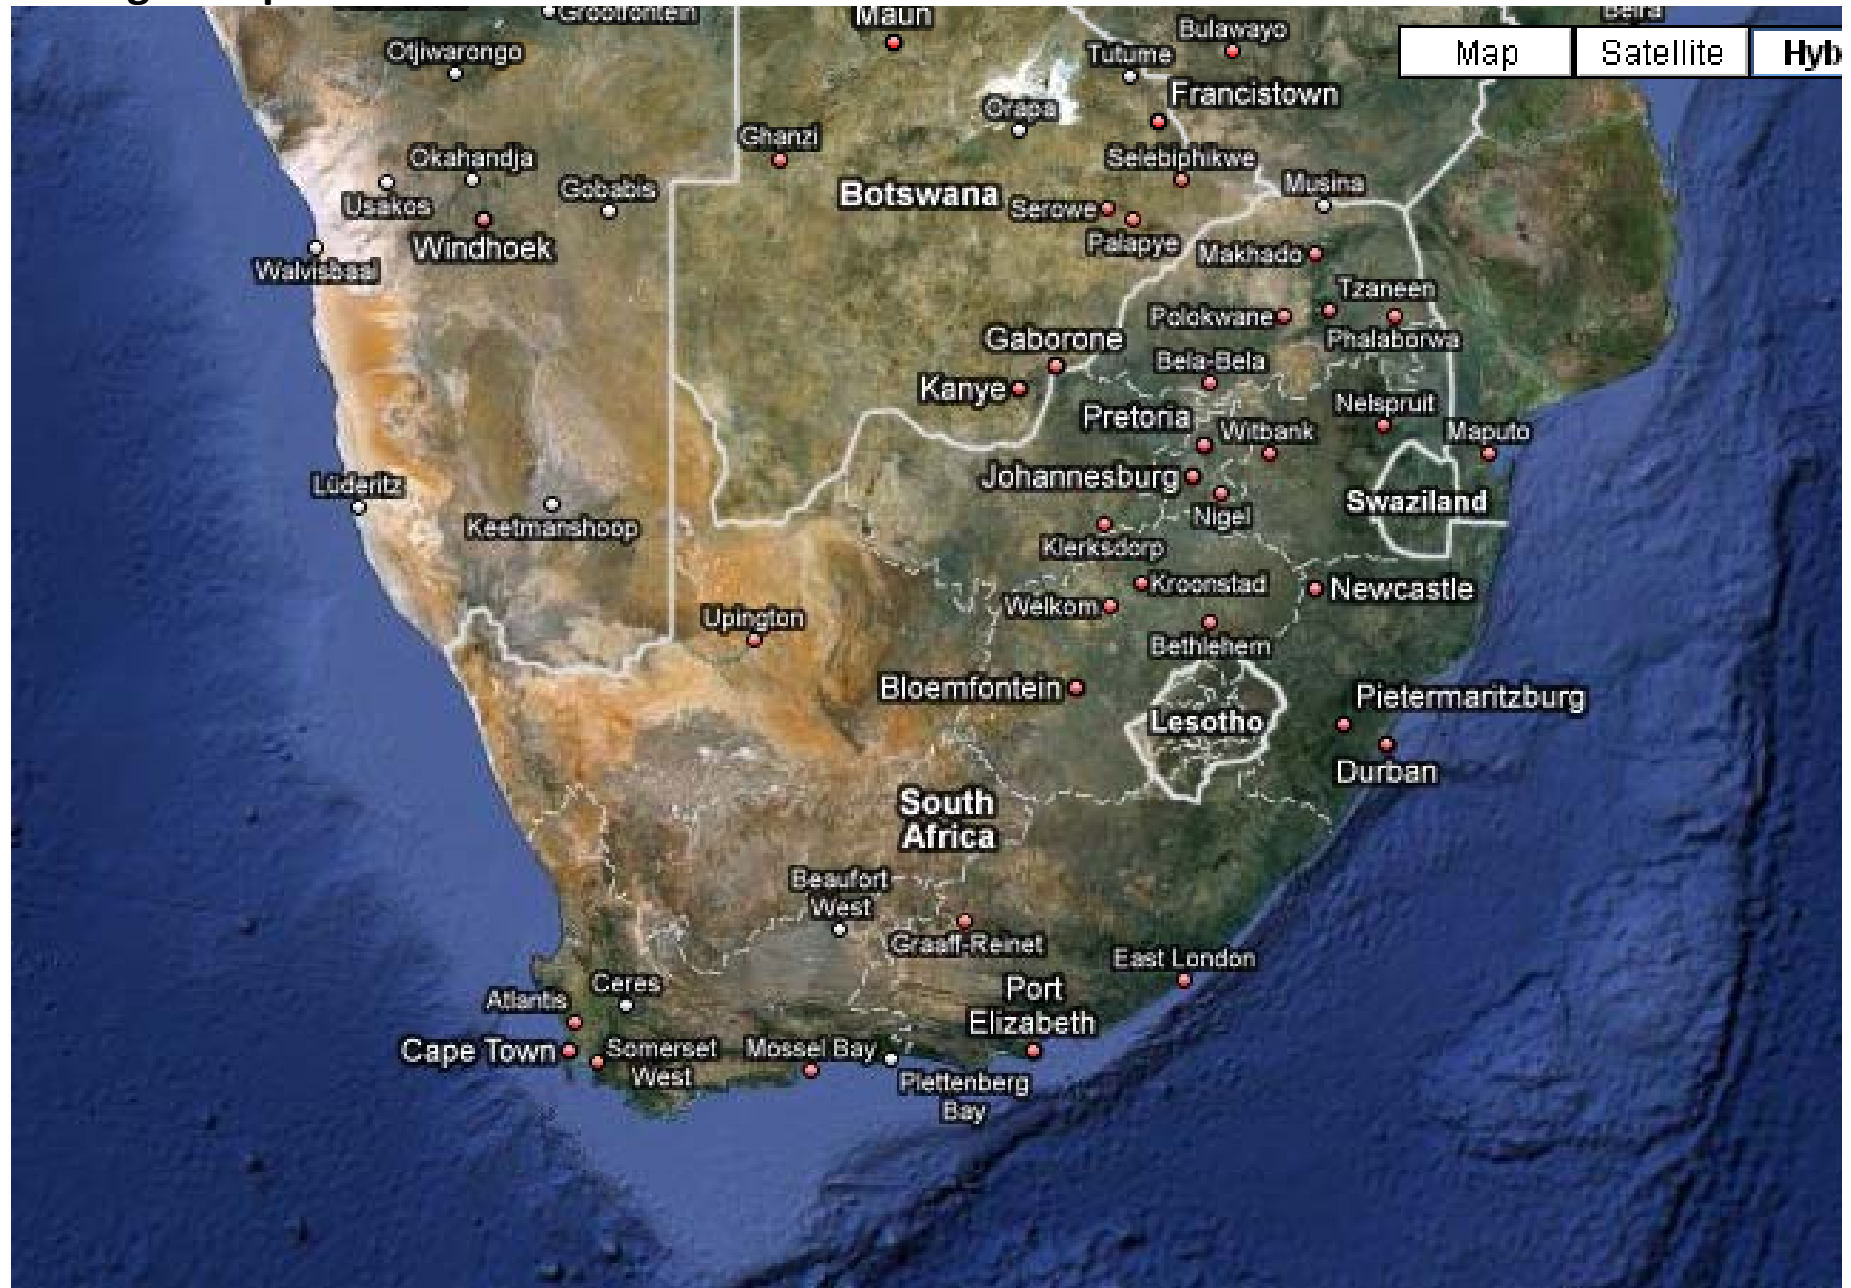 Grootfontein
Maun
Bulawayo
Beira
Map
Satellite
Hyb
Otjiwarongo
Tutume
Francistown
Orapa
Ghanzi
Okahandja
Selebiphikwe
Gobabis
Botswana
Musina
Usakos
Serowe
Windhoek
Palapye
Makhado
Walvisbaai
Tzaneen
Polokwane
Phalaborwa
Gaborone
Bela-Bela
Kanye
Nelspruit
Pretoria
Witbank
Maputo
Johannesburg
Lüderitz
Swaziland
Nigel
Keetmanshoop
Klerksdorp
Kroonstad
Newcastle
Welkom
Upington
Bethlehem
Bloemfontein
Pietermaritzburg
Lesotho
Durban
South
Africa
Beaufort
West
Graaff-Reinet
East London
Ceres
Port
Elizabeth
Atlantis
Cape Town
Somerset
West
Mossel Bay
Plettenberg
Bay